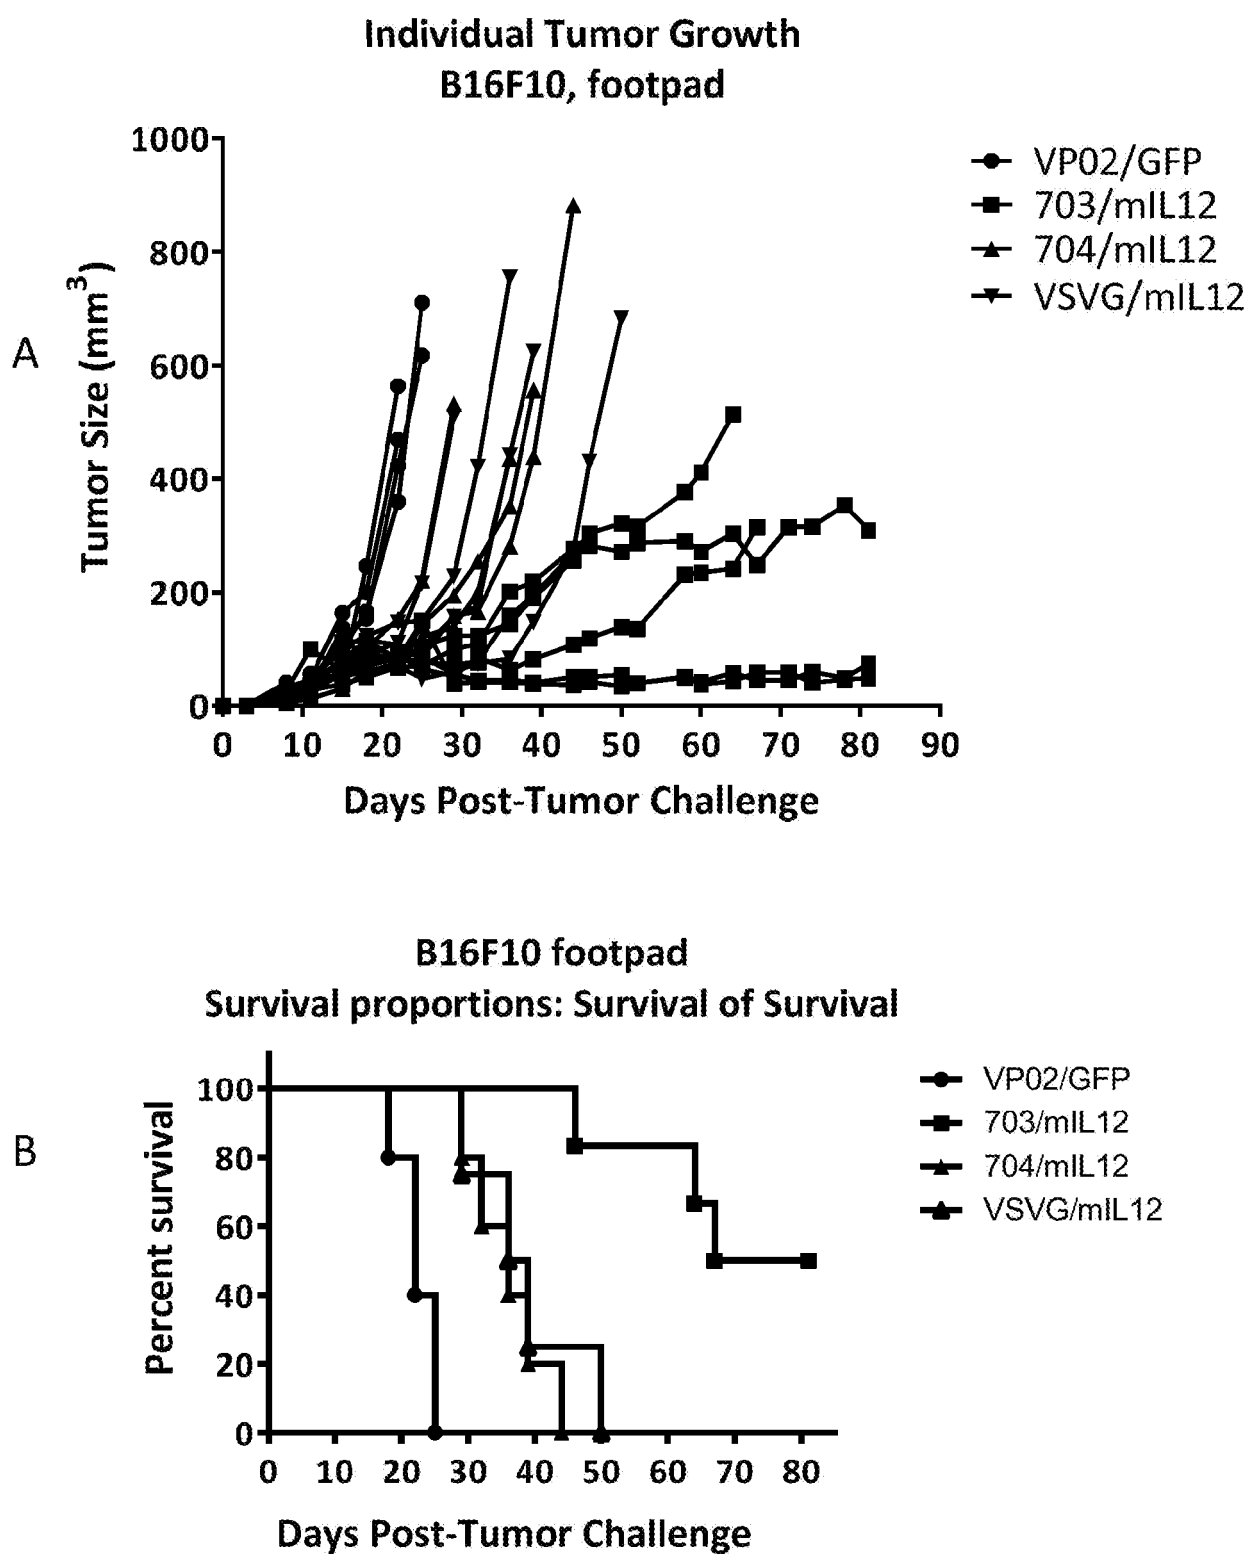 Individual Tumor Growth
B16F10, footpad
A
Tumor Size (mm³)
1000
800
600
400
200
0
0 10 20 30 40 50 60 70 80 90
Days Post-Tumor Challenge
VP02/GFP
703/mIL12
704/mIL12
VSVG/mIL12
B16F10 footpad
Survival proportions: Survival of Survival
B
Percent survival
100
80
60
40
20
0
0 10 20 30 40 50 60 70 80
Days Post-Tumor Challenge
VP02/GFP
703/mIL12
704/mIL12
VSVG/mIL12